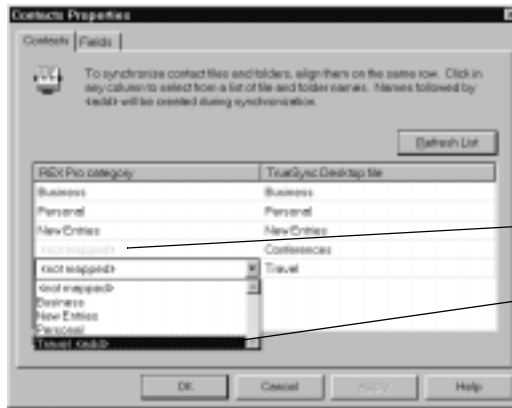 Contacts Properties
Contacts Fields
To synchronize contact files and folders, align them on the same row. Click in
any column to select from a list of file and folder names. Names followed by
<add> will be created during synchronization.
Refresh List
REX Pro category TrueSync Desktop file
Business Business
Personal Personal
New Entries New Entries
<not mapped> Conferences
<not mapped> Travel
<not mapped>
Business
New Entries
Personal
Travel <add>
OK Cancel Apply Help